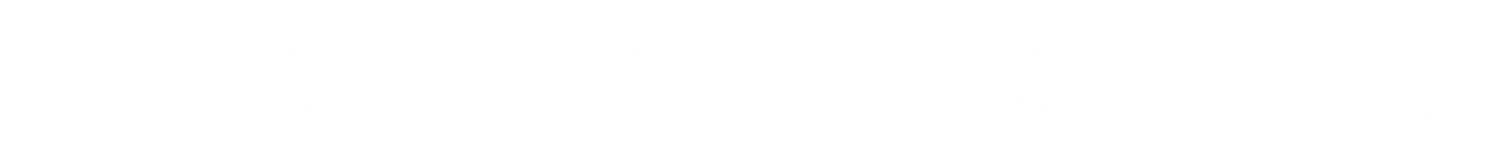 x → Mx → M²x → M³x → ...